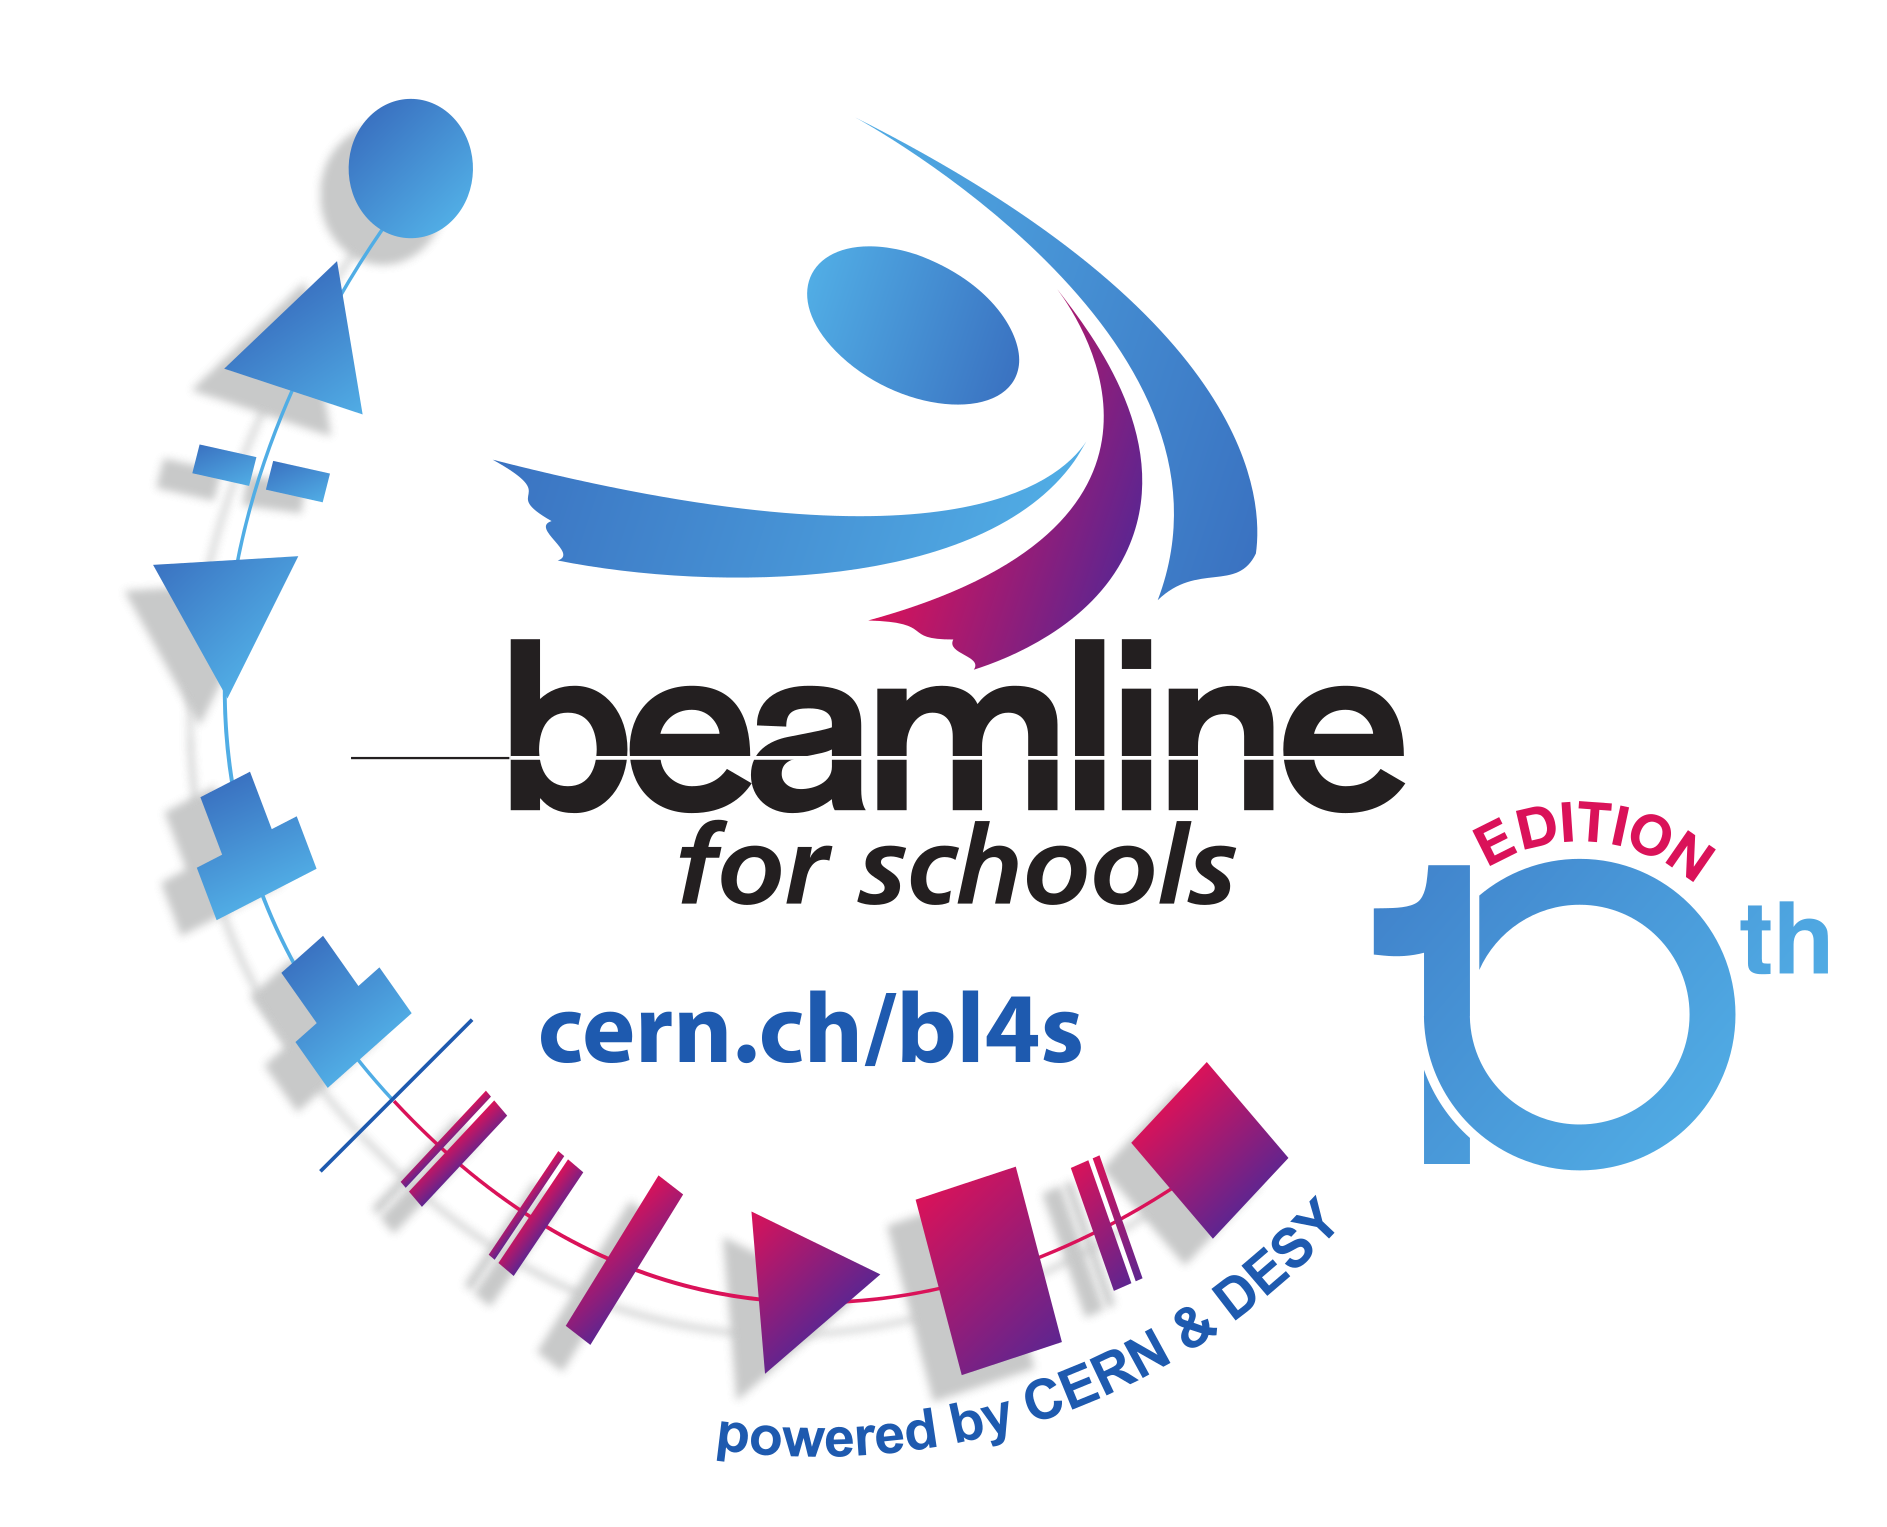 beamline
for schools
EDITION
10th
cern.ch/bl4s
powered by CERN & DESY